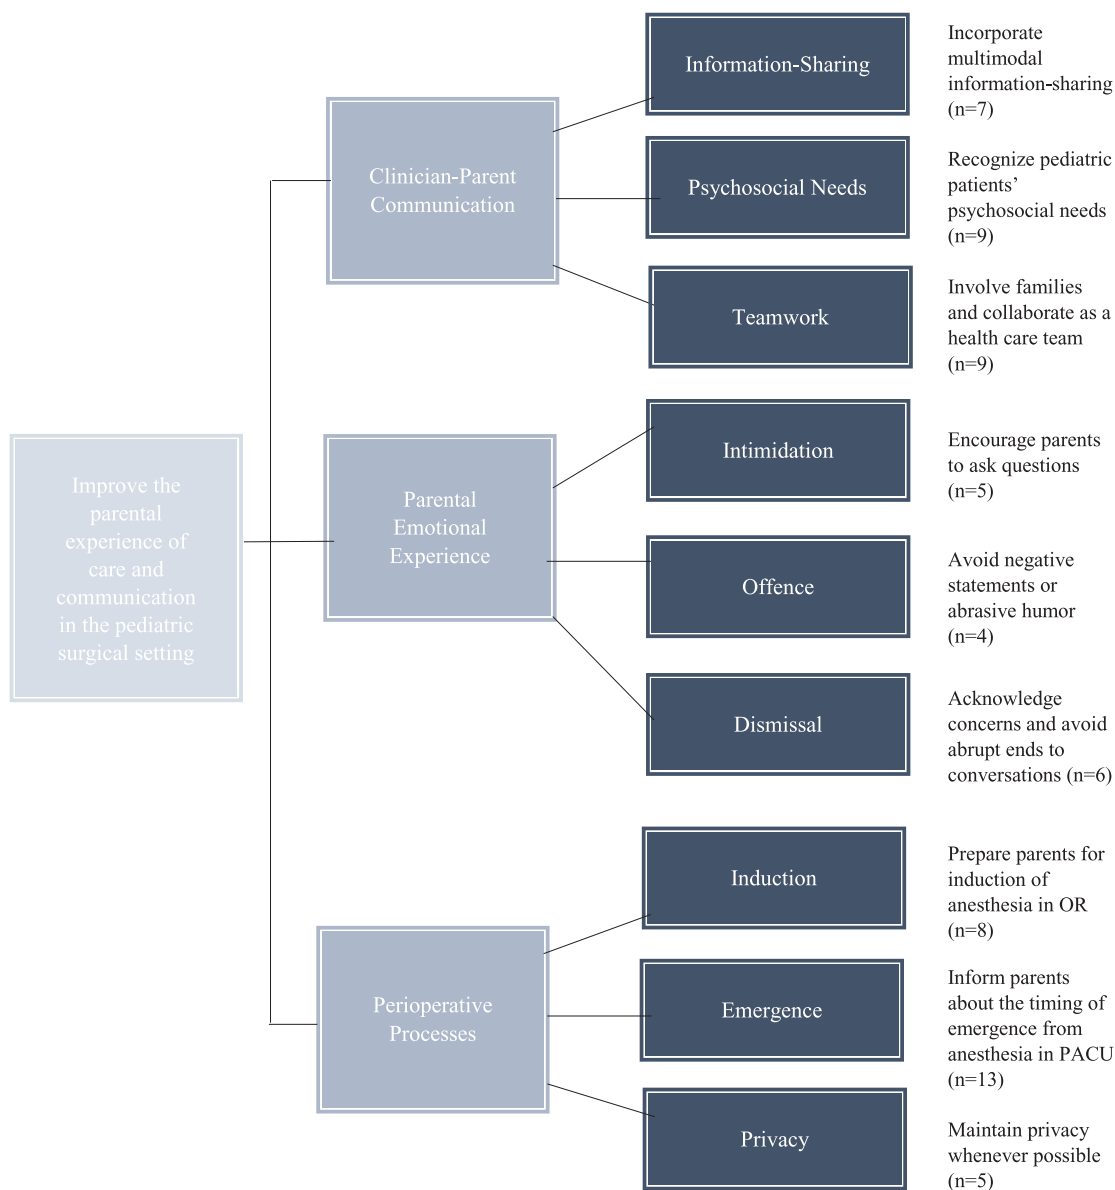 Improve the
parental
experience of
care and
communication
in the pediatric
surgical setting
Clinician-Parent
Communication
Information-Sharing
Incorporate
multimodal
information-sharing
(n=7)
Psychosocial Needs
Recognize pediatric
patients’
psychosocial needs
(n=9)
Teamwork
Involve families
and collaborate as a
health care team
(n=9)
Parental
Emotional
Experience
Intimidation
Encourage parents
to ask questions
(n=5)
Offence
Avoid negative
statements or
abrasive humor
(n=4)
Dismissal
Acknowledge
concerns and avoid
abrupt ends to
conversations (n=6)
Perioperative
Processes
Induction
Prepare parents for
induction of
anesthesia in OR
(n=8)
Emergence
Inform parents
about the timing of
emergence from
anesthesia in PACU
(n=13)
Privacy
Maintain privacy
whenever possible
(n=5)